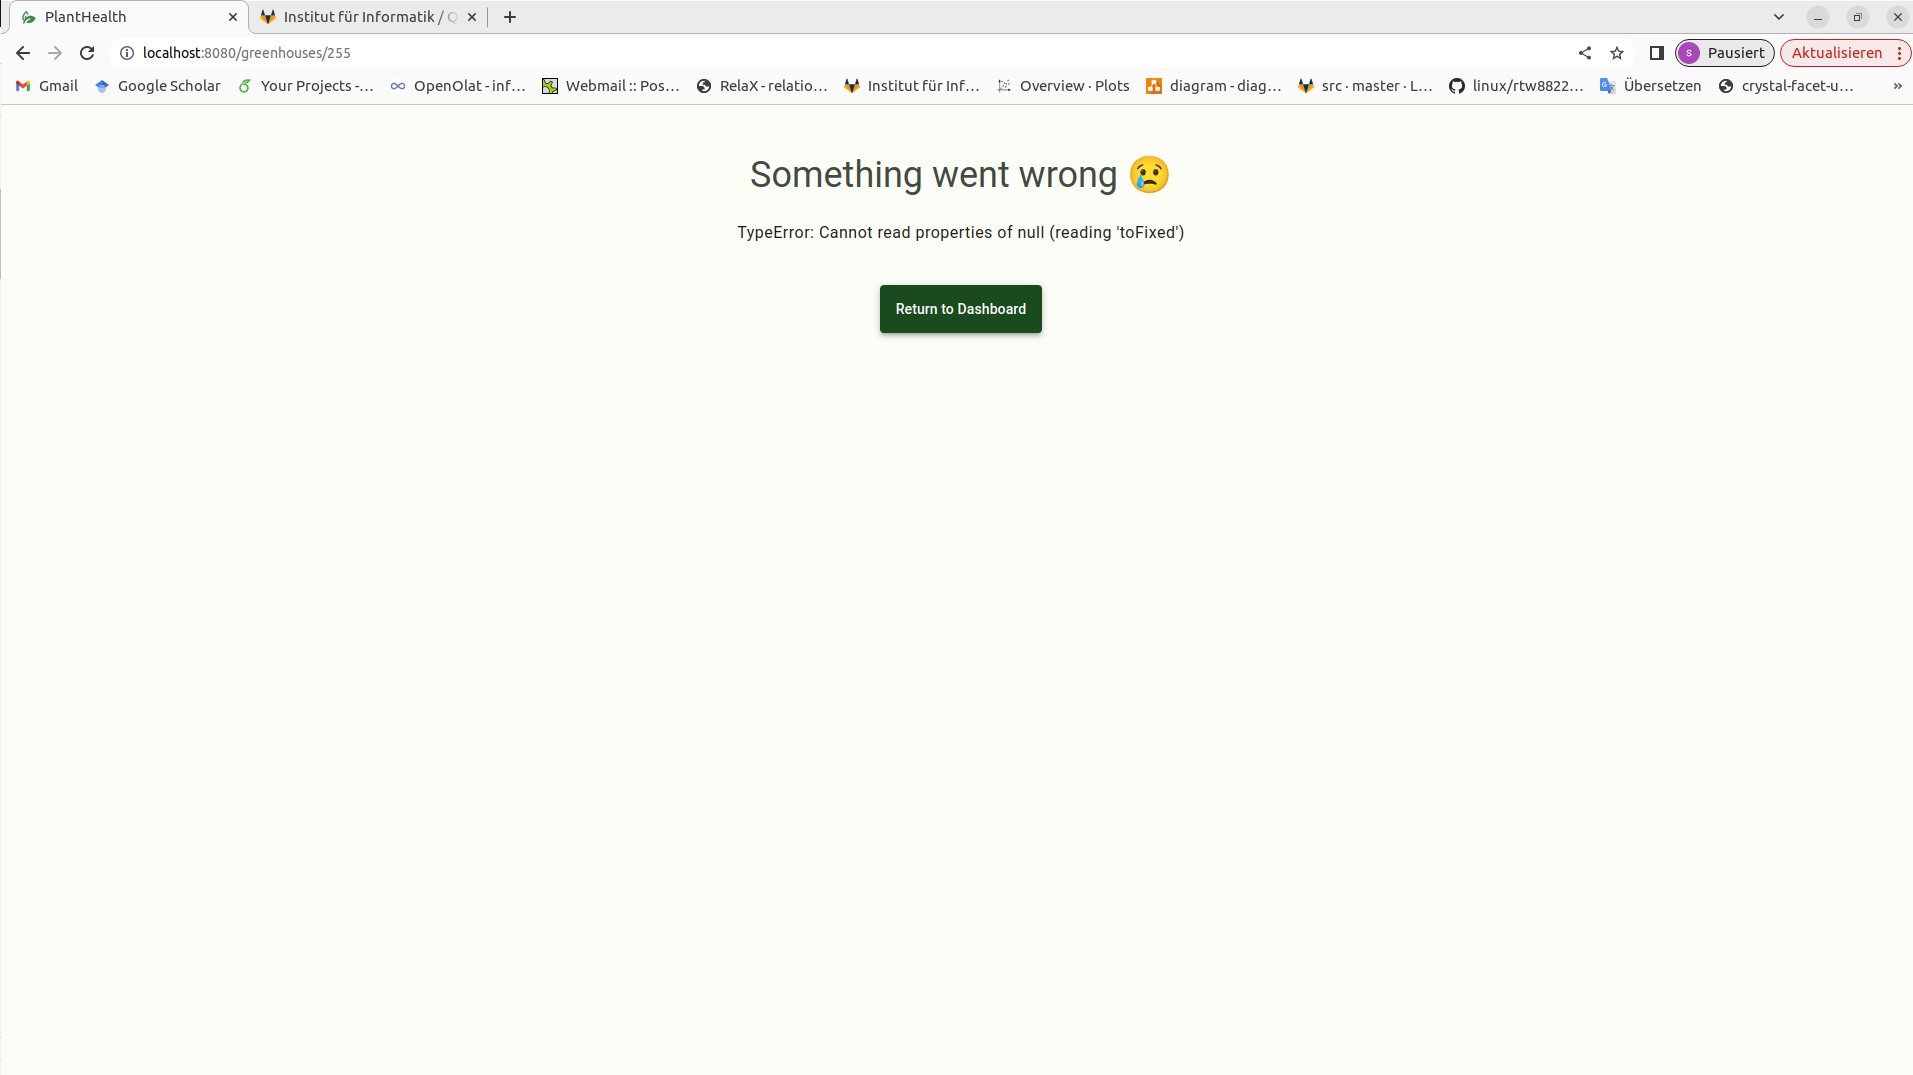 PlantHealth
Institut für Informatik / Q
localhost:8080/greenhouses/255
Pausiert
Aktualisieren
Gmail
Google Scholar
Your Projects -...
OpenOlat - inf...
Webmail :: Pos...
RelaX - relatio...
Institut für Inf...
Overview · Plots
diagram - diag...
src · master · L...
linux/rtw8822...
Übersetzen
crystal-facet-u...
»
Something went wrong 😢
TypeError: Cannot read properties of null (reading 'toFixed')
Return to Dashboard